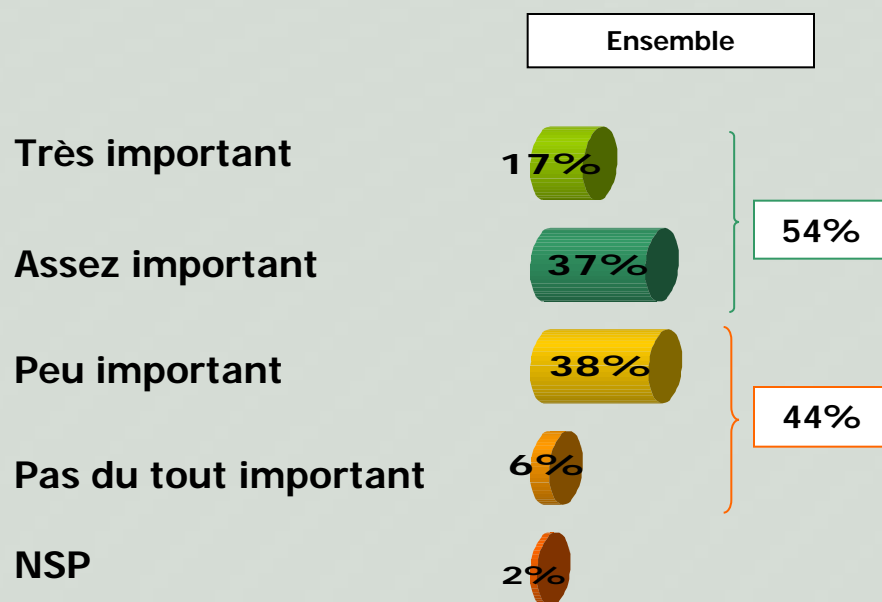 Ensemble
Très important 17%
Assez important 37%
54%
Peu important 38%
Pas du tout important 6%
44%
NSP 2%